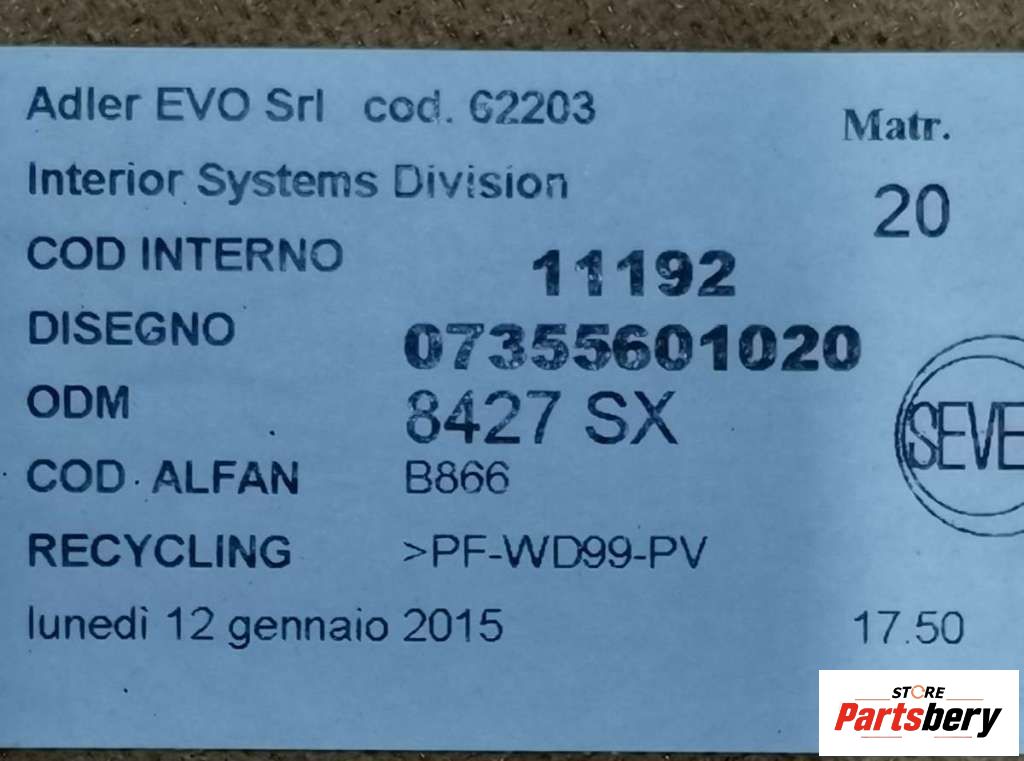 Adler EVO Srl cod. 62203
Matr.
Interior Systems Division
20
COD INTERNO 11192
DISEGNO 07355601020
ODM 8427 SX
SEVE
COD. ALFAN B866
RECYCLING >PF-WD99-PV
lunedì 12 gennaio 2015 17.50
STORE
Partsbery